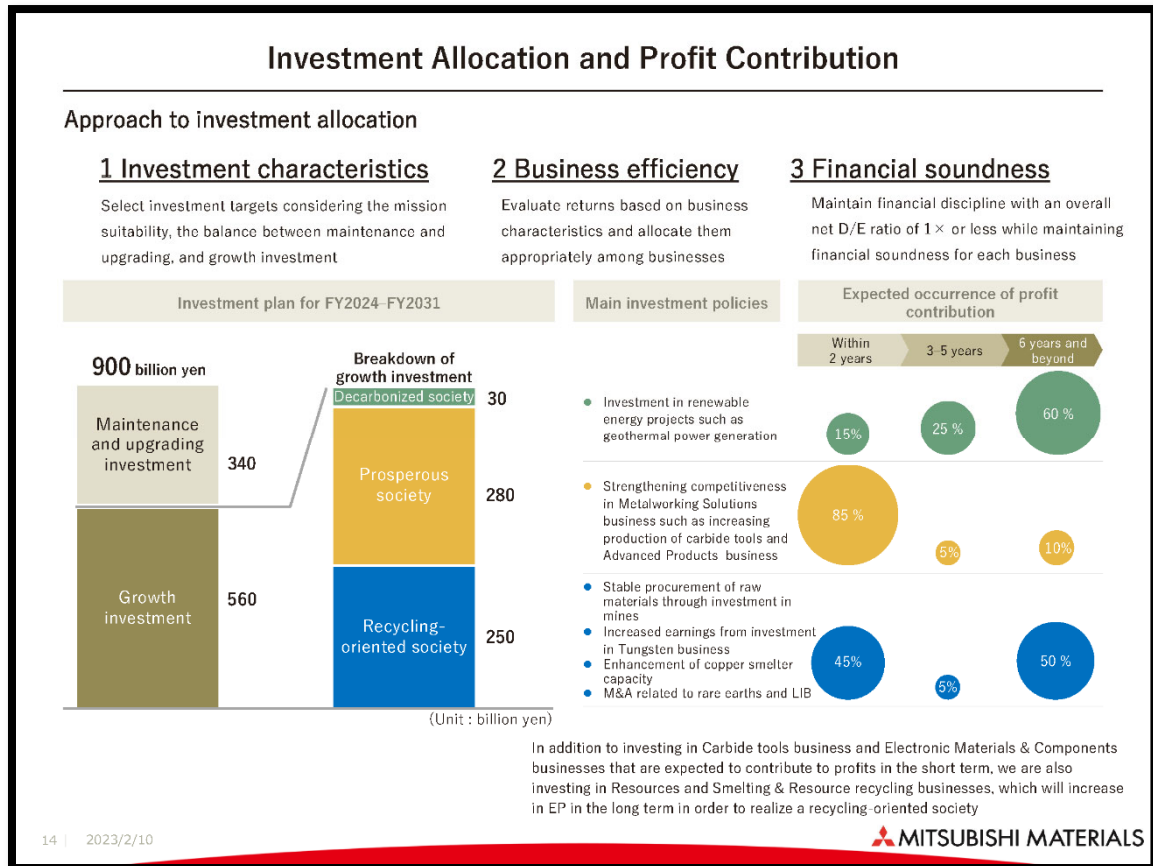 Investment Allocation and Profit Contribution
Approach to investment allocation
1 Investment characteristics
Select investment targets considering the mission
suitability, the balance between maintenance and
upgrading, and growth investment
2 Business efficiency
Evaluate returns based on business
characteristics and allocate them
appropriately among businesses
3 Financial soundness
Maintain financial discipline with an overall
net D/E ratio of 1× or less while maintaining
financial soundness for each business
Investment plan for FY2024–FY2031
900 billion yen
Maintenance
and upgrading
investment
340
Growth
investment
560
Breakdown of
growth investment
Decarbonized society
30
Prosperous
society
280
Recycling-
oriented society
250
(Unit : billion yen)
Main investment policies
Expected occurrence of profit
contribution
Within
2 years
3–5 years
6 years and
beyond
● Investment in renewable
energy projects such as
geothermal power generation
15%
25 %
60 %
● Strengthening competitiveness
in Metalworking Solutions
business such as increasing
production of carbide tools and
Advanced Products business
85 %
5%
10%
● Stable procurement of raw
materials through investment in
mines
● Increased earnings from investment
in Tungsten business
● Enhancement of copper smelter
capacity
● M&A related to rare earths and LIB
45%
5%
50 %
In addition to investing in Carbide tools business and Electronic Materials & Components
businesses that are expected to contribute to profits in the short term, we are also
investing in Resources and Smelting & Resource recycling businesses, which will increase
in EP in the long term in order to realize a recycling-oriented society
14 | 2023/2/10
MITSUBISHI MATERIALS